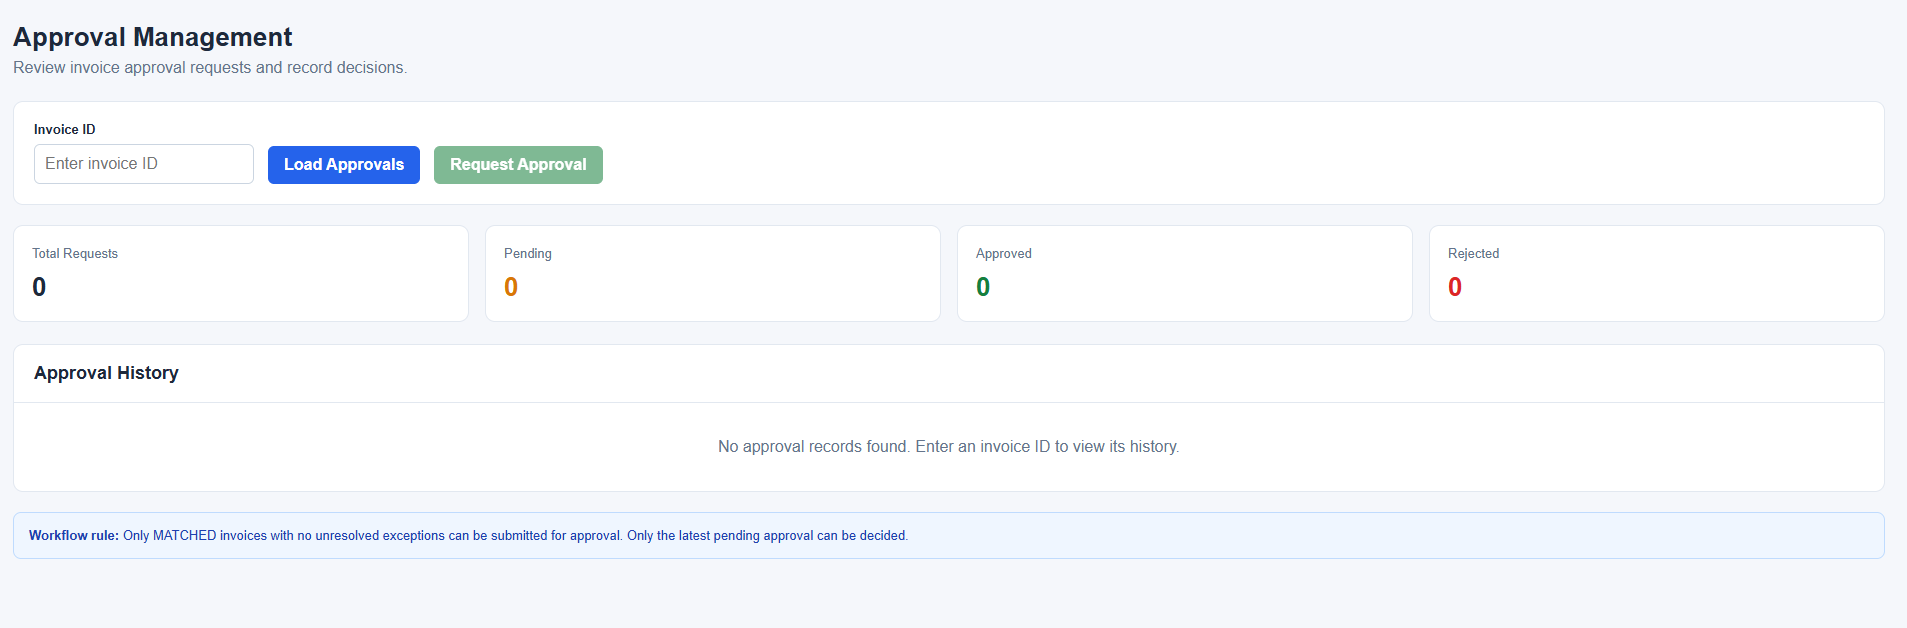 Approval Management
Review invoice approval requests and record decisions.
Invoice ID
Enter invoice ID
Load Approvals
Request Approval
Total Requests
Pending
Approved
Rejected
0
0
0
0
Approval History
No approval records found. Enter an invoice ID to view its history.
Workflow rule: Only MATCHED invoices with no unresolved exceptions can be submitted for approval. Only the latest pending approval can be decided.